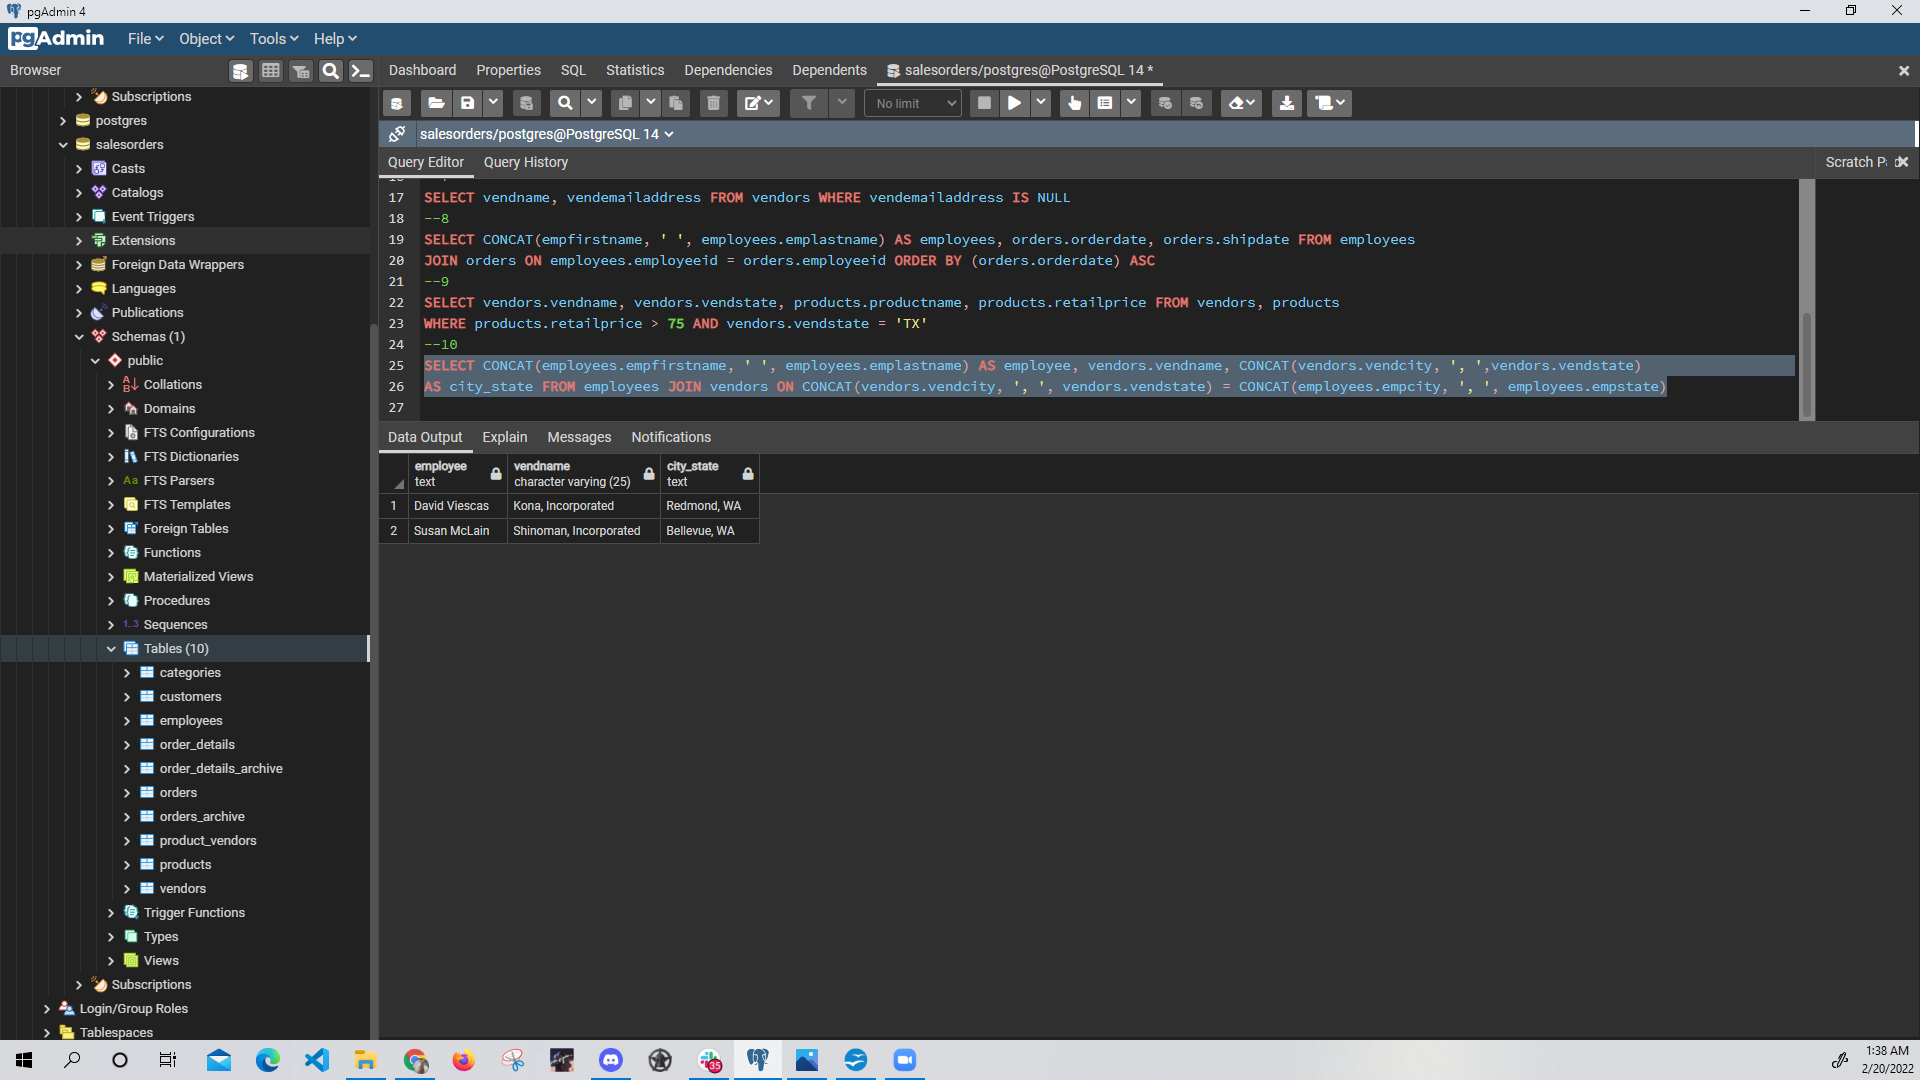 pgAdmin 4
pgAdmin File Object Tools Help
Browser
Subscriptions
postgres
salesorders
Casts
Catalogs
Event Triggers
Extensions
Foreign Data Wrappers
Languages
Publications
Schemas (1)
public
Collations
Domains
FTS Configurations
FTS Dictionaries
Aa FTS Parsers
FTS Templates
Foreign Tables
Functions
Materialized Views
Procedures
1..3 Sequences
Tables (10)
categories
customers
employees
order_details
order_details_archive
orders
orders_archive
product_vendors
products
vendors
Trigger Functions
Types
Views
Subscriptions
Login/Group Roles
Tablespaces
Dashboard Properties SQL Statistics Dependencies Dependents salesorders/postgres@PostgreSQL 14 *
No limit
salesorders/postgres@PostgreSQL 14
Query Editor Query History
Scratch P
17 SELECT vendname, vendemailaddress FROM vendors WHERE vendemailaddress IS NULL
18 --8
19 SELECT CONCAT(empfirstname, ' ', employees.emplastname) AS employees, orders.orderdate, orders.shipdate FROM employees
20 JOIN orders ON employees.employeeid = orders.employeeid ORDER BY (orders.orderdate) ASC
21 --9
22 SELECT vendors.vendname, vendors.vendstate, products.productname, products.retailprice FROM vendors, products
23 WHERE products.retailprice > 75 AND vendors.vendstate = 'TX'
24 --10
25 SELECT CONCAT(employees.empfirstname, ' ', employees.emplastname) AS employee, vendors.vendname, CONCAT(vendors.vendcity, ', ',vendors.vendstate)
26 AS city_state FROM employees JOIN vendors ON CONCAT(vendors.vendcity, ', ', vendors.vendstate) = CONCAT(employees.empcity, ', ', employees.empstate)
27
Data Output Explain Messages Notifications
employee vendname city_state
text character varying (25) text
1 David Viescas Kona, Incorporated Redmond, WA
2 Susan McLain Shinoman, Incorporated Bellevue, WA
35
1:38 AM
2/20/2022